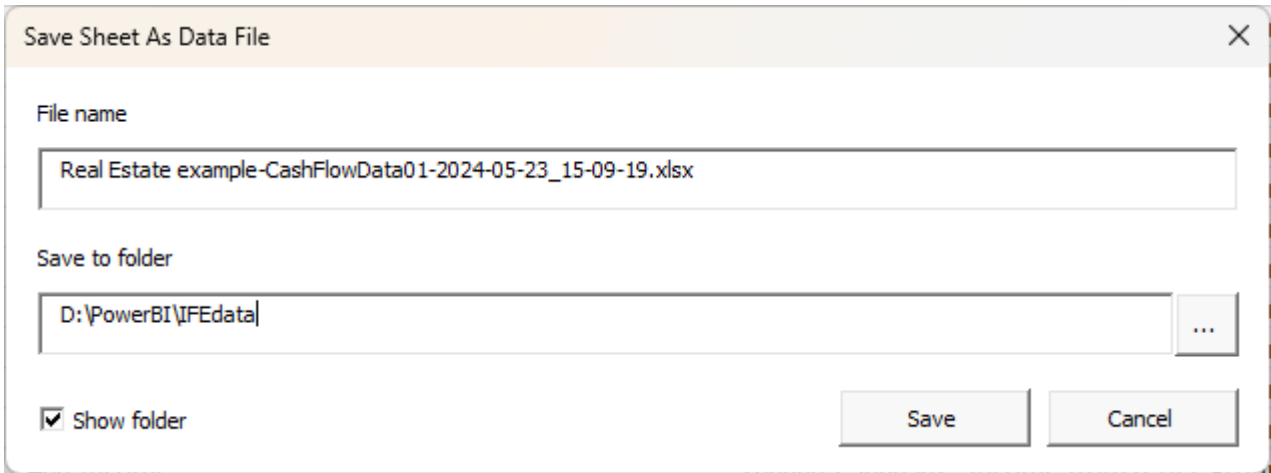 Save Sheet As Data File
File name
Real Estate example-CashFlowData01-2024-05-23_15-09-19.xlsx
Save to folder
D:\PowerBI\IFEdata
...
Show folder
Save
Cancel